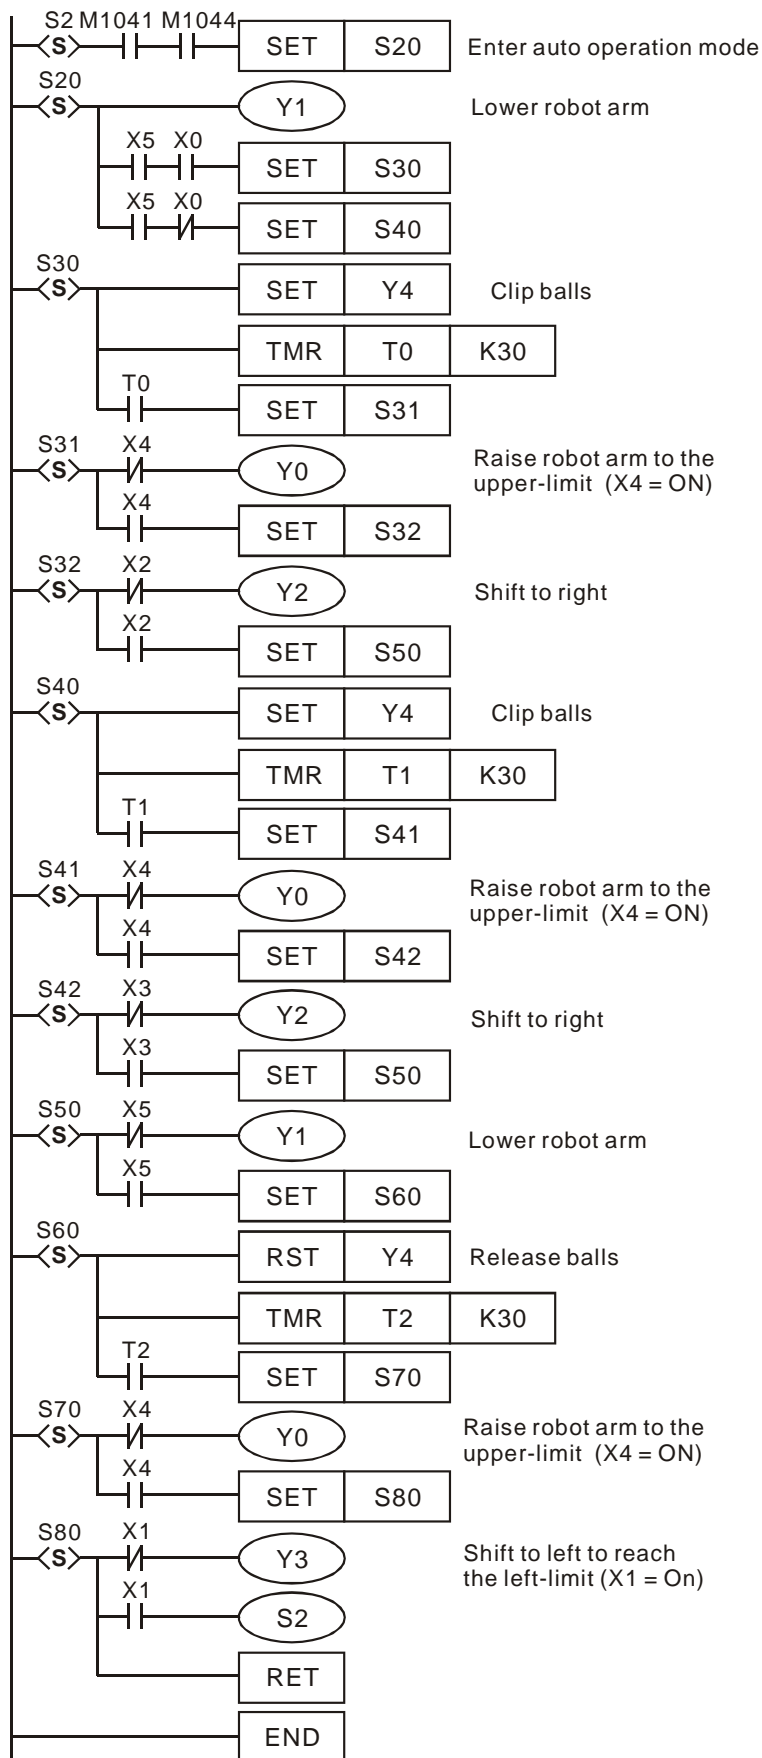 S2 M1041 M1044
S SET S20 Enter auto operation mode
S20
S Y1 Lower robot arm
X5 X0
SET S30
X5 X0
SET S40
S30
S SET Y4 Clip balls
TMR T0 K30
T0
SET S31
S31 X4
S Y0 Raise robot arm to the
upper-limit (X4 = ON)
X4
SET S32
S32 X2
S Y2 Shift to right
X2
SET S50
S40
S SET Y4 Clip balls
TMR T1 K30
T1
SET S41
S41 X4
S Y0 Raise robot arm to the
upper-limit (X4 = ON)
X4
SET S42
S42 X3
S Y2 Shift to right
X3
SET S50
S50 X5
S Y1 Lower robot arm
X5
SET S60
S60
S RST Y4 Release balls
TMR T2 K30
T2
SET S70
S70 X4
S Y0 Raise robot arm to the
upper-limit (X4 = ON)
X4
SET S80
S80 X1
S Y3 Shift to left to reach
the left-limit (X1 = On)
X1
S2
RET
END